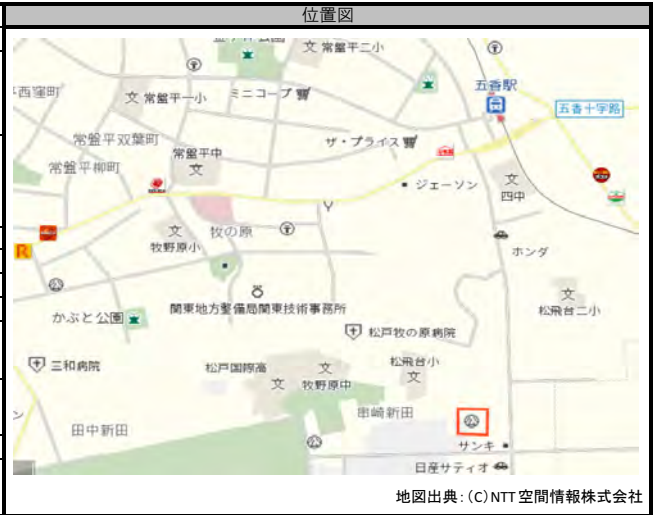 位置図
文 常盤平二小
五香駅
西窪町
文 常盤平一小
ミニコープ
五香十字路
常盤平双葉町
ザ・プライス
常盤平柳町
常盤平中
文
ジェーソン
文
四中
文
牧野原小
牧の原
ホンダ
R
文
松飛台二小
かぶと公園
関東地方整備局関東技術事務所
松戸牧の原病院
三和病院
松戸国際高
文
文
牧野原中
松飛台小
文
串崎新田
田中新田
サンキ
日産サティオ
地図出典:(C)NTT空間情報株式会社